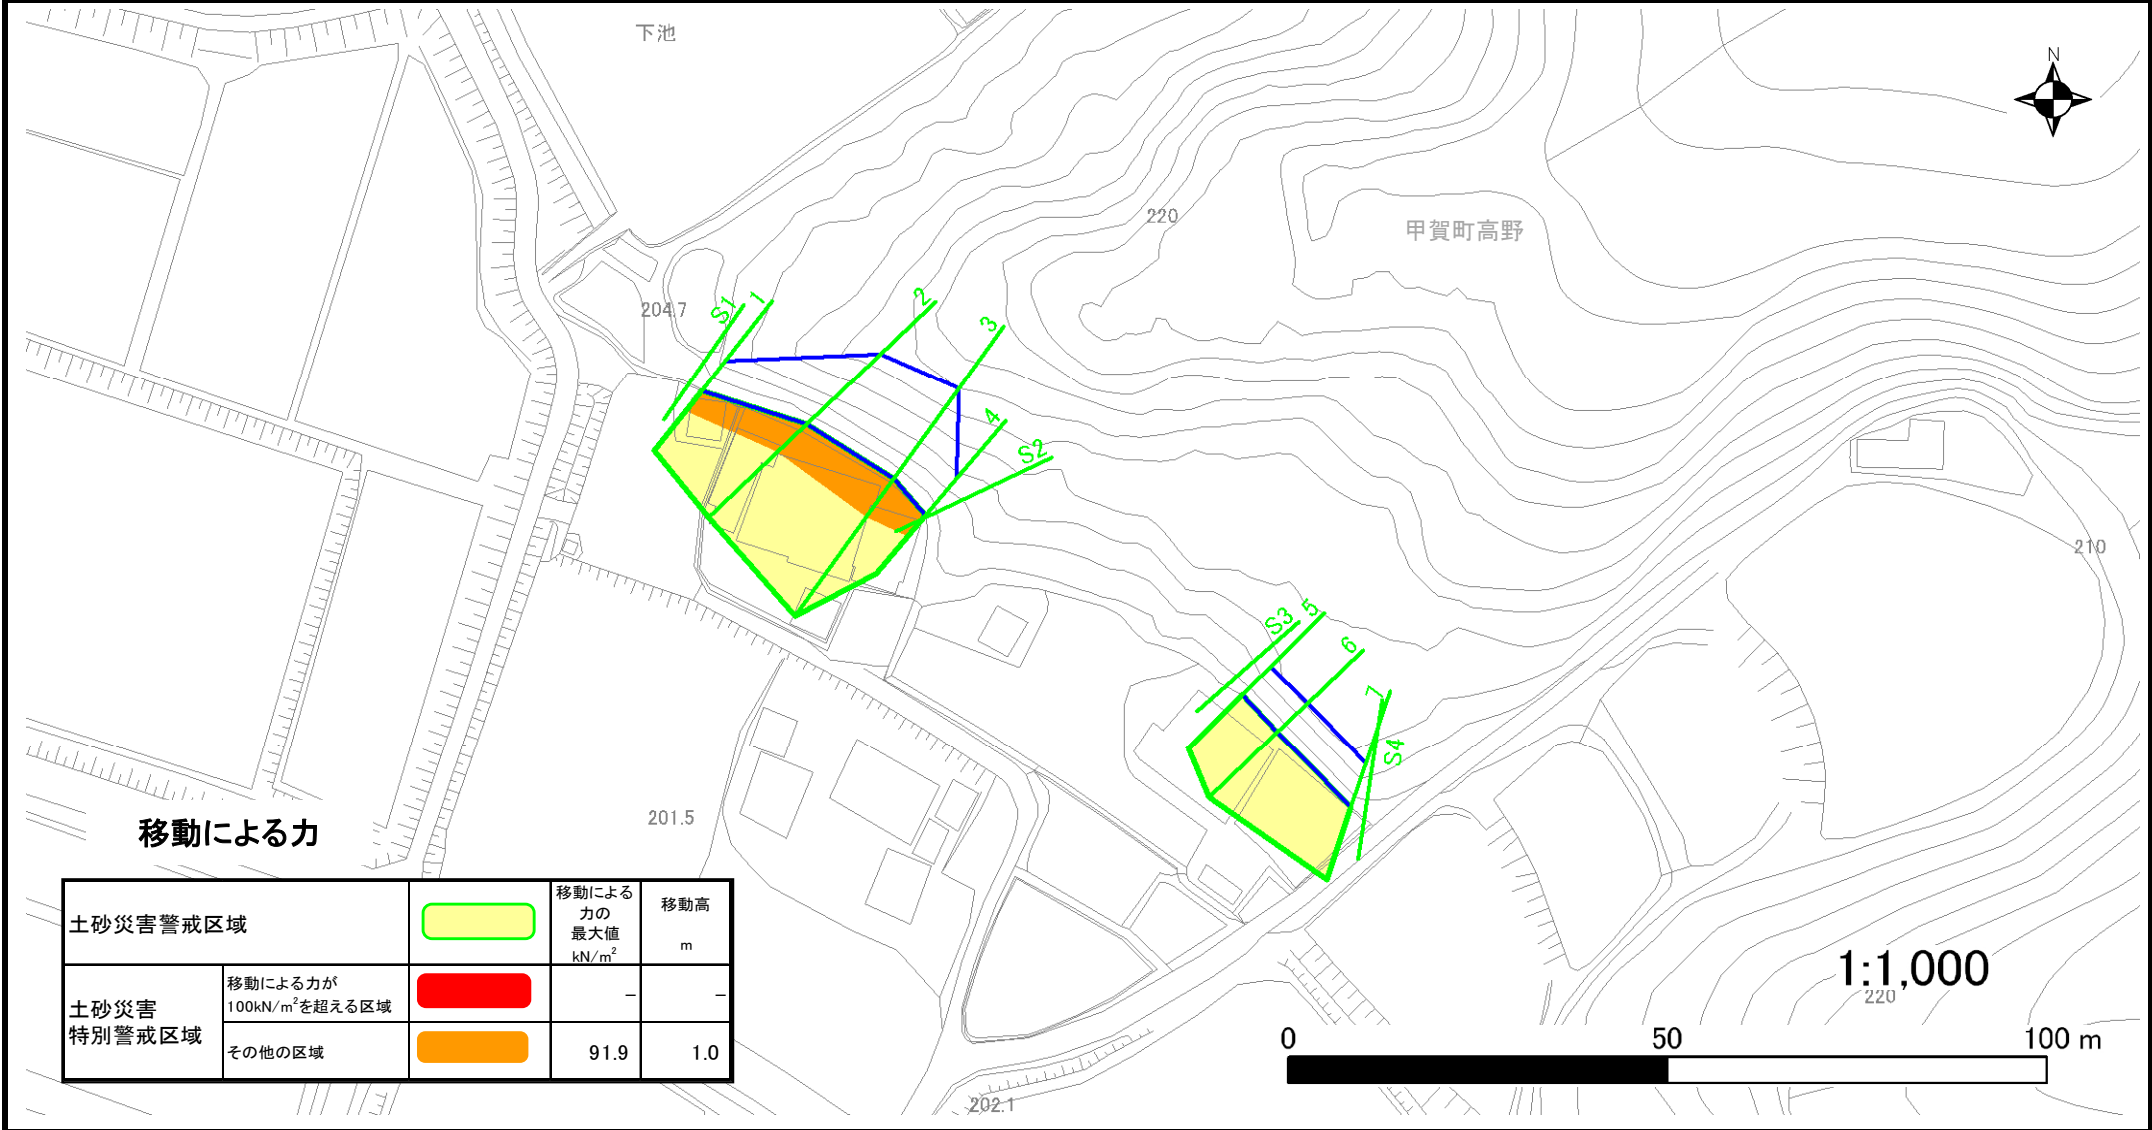 下池
N
220
甲賀町高野
204.7
S1
1
2
3
4
S2
210
S3
5
6
7
S4
201.5
移動による力
土砂災害警戒区域
移動による
力の
最大値
kN/m²
移動高
m
土砂災害
特別警戒区域
移動による力が
100kN/m²を超える区域
–
–
その他の区域
91.9
1.0
1:1,000
220
0
50
100 m
202.1